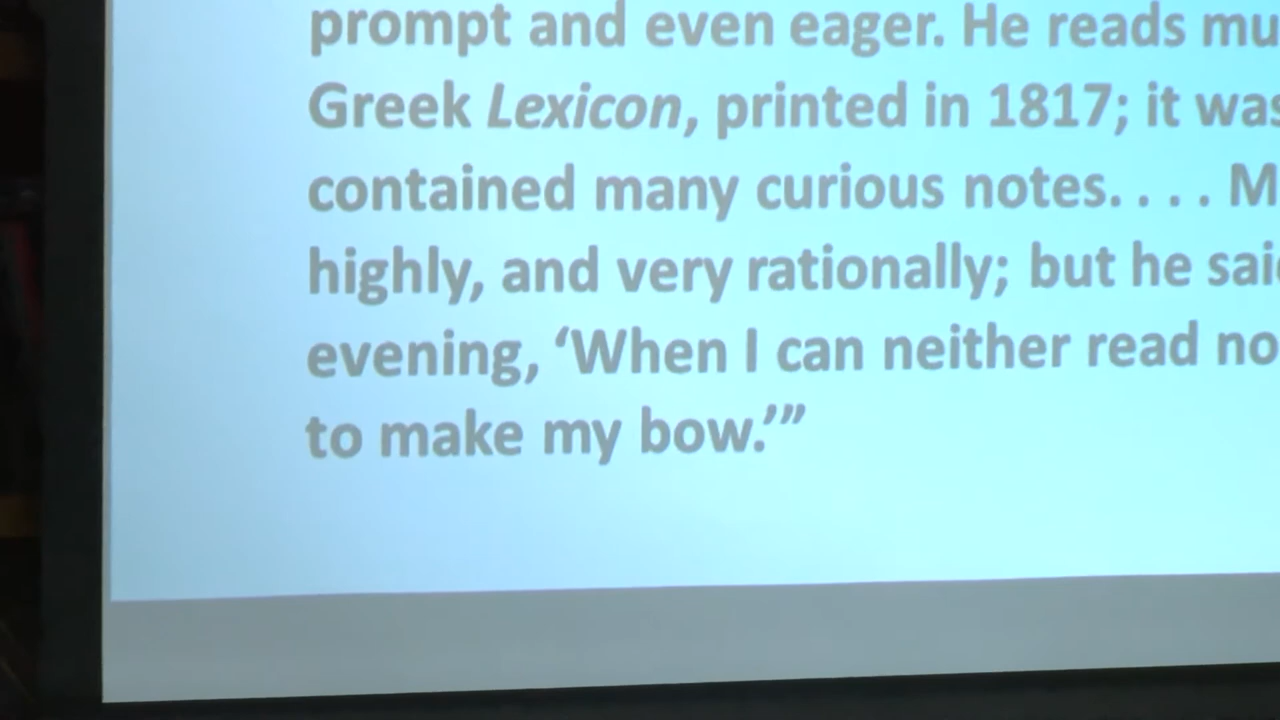 prompt and even eager. He reads mu
Greek Lexicon, printed in 1817; it was
contained many curious notes. . . . M
highly, and very rationally; but he said
evening, ‘When I can neither read no
to make my bow.’”